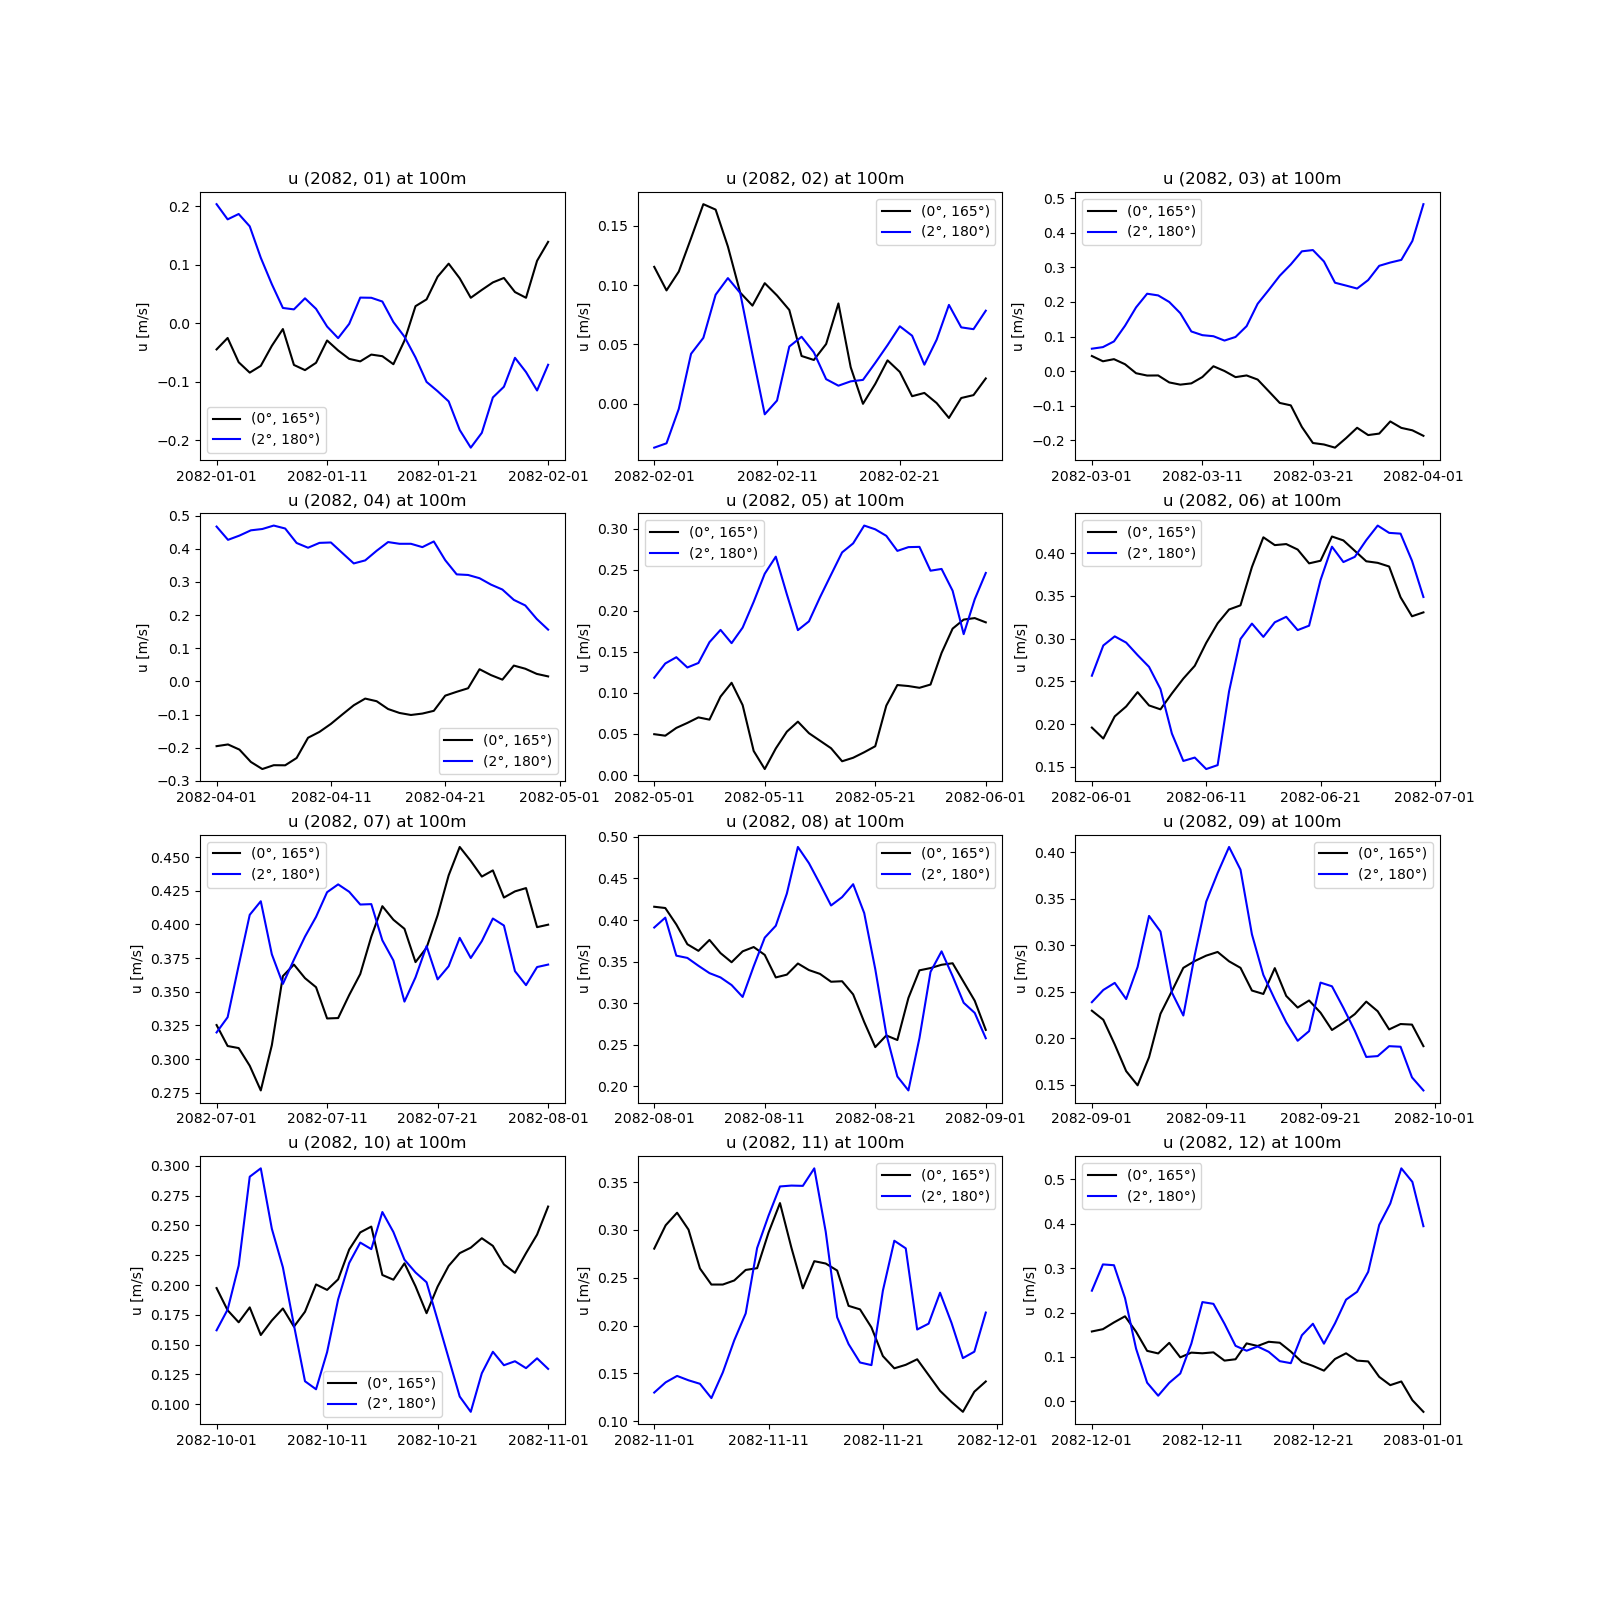 u (2082, 01) at 100m
u [m/s]
0.2
0.1
0.0
−0.1
−0.2
(0°, 165°)
(2°, 180°)
2082-01-01 2082-01-11 2082-01-21 2082-02-01
u (2082, 02) at 100m
u [m/s]
0.15
0.10
0.05
0.00
(0°, 165°)
(2°, 180°)
2082-02-01 2082-02-11 2082-02-21
u (2082, 03) at 100m
u [m/s]
0.5
0.4
0.3
0.2
0.1
0.0
−0.1
−0.2
(0°, 165°)
(2°, 180°)
2082-03-01 2082-03-11 2082-03-21 2082-04-01
u (2082, 04) at 100m
u [m/s]
0.5
0.4
0.3
0.2
0.1
0.0
−0.1
−0.2
−0.3
(0°, 165°)
(2°, 180°)
2082-04-01 2082-04-11 2082-04-21 2082-05-01
u (2082, 05) at 100m
u [m/s]
0.30
0.25
0.20
0.15
0.10
0.05
0.00
(0°, 165°)
(2°, 180°)
2082-05-01 2082-05-11 2082-05-21 2082-06-01
u (2082, 06) at 100m
u [m/s]
0.40
0.35
0.30
0.25
0.20
0.15
(0°, 165°)
(2°, 180°)
2082-06-01 2082-06-11 2082-06-21 2082-07-01
u (2082, 07) at 100m
u [m/s]
0.450
0.425
0.400
0.375
0.350
0.325
0.300
0.275
(0°, 165°)
(2°, 180°)
2082-07-01 2082-07-11 2082-07-21 2082-08-01
u (2082, 08) at 100m
u [m/s]
0.50
0.45
0.40
0.35
0.30
0.25
0.20
(0°, 165°)
(2°, 180°)
2082-08-01 2082-08-11 2082-08-21 2082-09-01
u (2082, 09) at 100m
u [m/s]
0.40
0.35
0.30
0.25
0.20
0.15
(0°, 165°)
(2°, 180°)
2082-09-01 2082-09-11 2082-09-21 2082-10-01
u (2082, 10) at 100m
u [m/s]
0.300
0.275
0.250
0.225
0.200
0.175
0.150
0.125
0.100
(0°, 165°)
(2°, 180°)
2082-10-01 2082-10-11 2082-10-21 2082-11-01
u (2082, 11) at 100m
u [m/s]
0.35
0.30
0.25
0.20
0.15
0.10
(0°, 165°)
(2°, 180°)
2082-11-01 2082-11-11 2082-11-21 2082-12-01
u (2082, 12) at 100m
u [m/s]
0.5
0.4
0.3
0.2
0.1
0.0
(0°, 165°)
(2°, 180°)
2082-12-01 2082-12-11 2082-12-21 2083-01-01